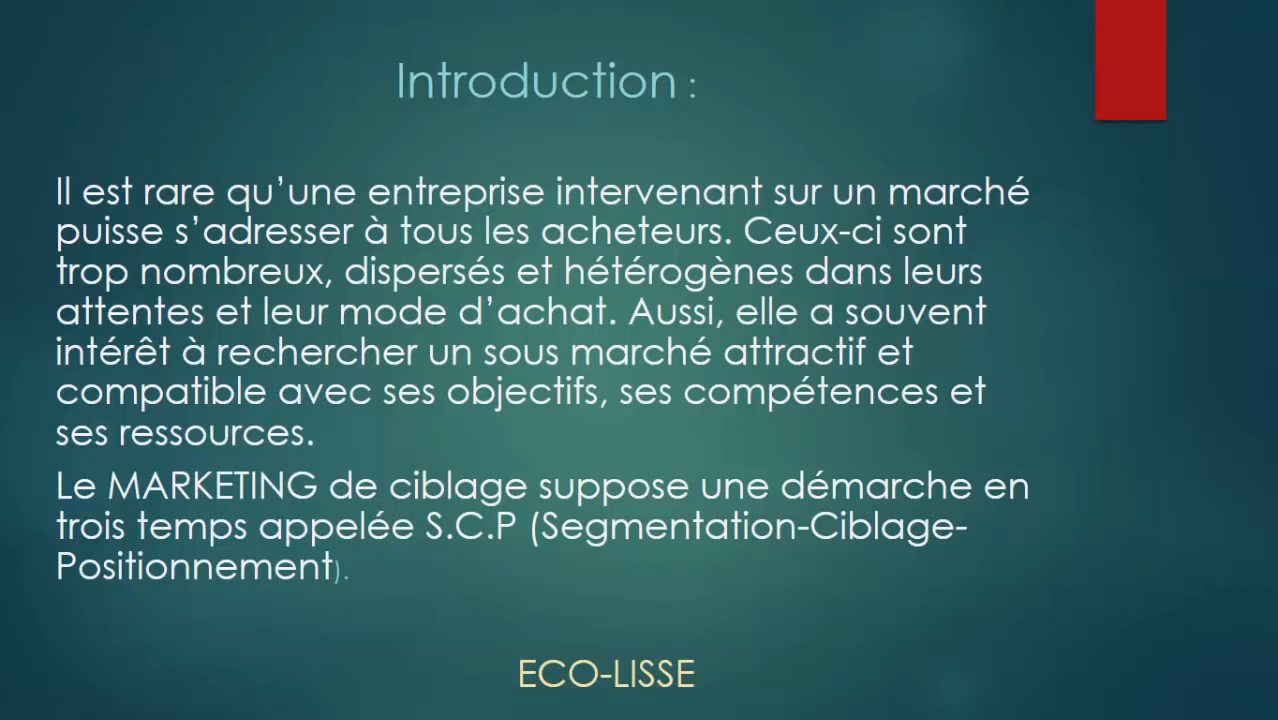 Introduction :
Il est rare qu’une entreprise intervenant sur un marché
puisse s’adresser à tous les acheteurs. Ceux-ci sont
trop nombreux, dispersés et hétérogènes dans leurs
attentes et leur mode d’achat. Aussi, elle a souvent
intérêt à rechercher un sous marché attractif et
compatible avec ses objectifs, ses compétences et
ses ressources.
Le MARKETING de ciblage suppose une démarche en
trois temps appelée S.C.P (Segmentation-Ciblage-
Positionnement).
ECO-LISSE